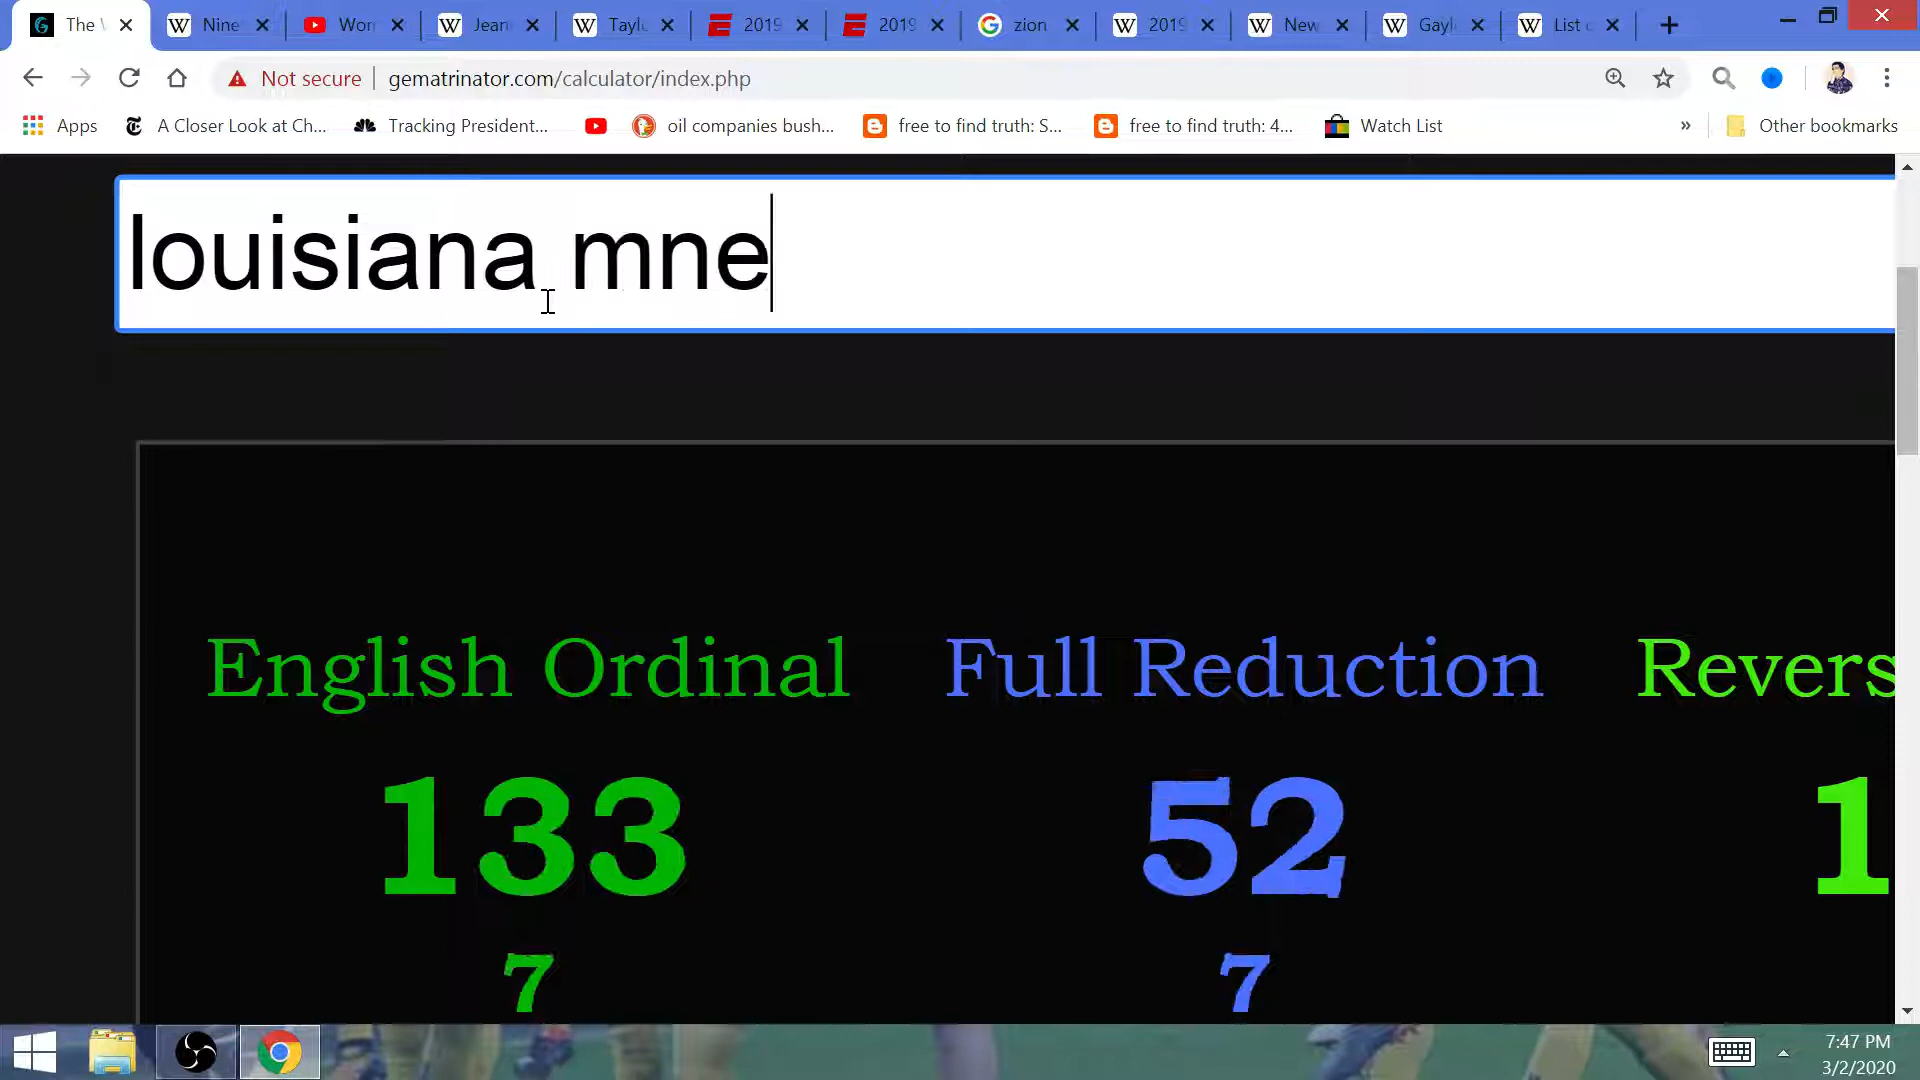 The Nine Won Jean Taylo 2019 2019 zion 2019 New Gayl List c
Not secure gematrinator.com/calculator/index.php
Apps A Closer Look at Ch... Tracking President... oil companies bush... free to find truth: S... free to find truth: 4... Watch List » Other bookmarks
louisiana mne
English Ordinal Full Reduction Revers
133 52 1
7 7
7:47 PM
3/2/2020